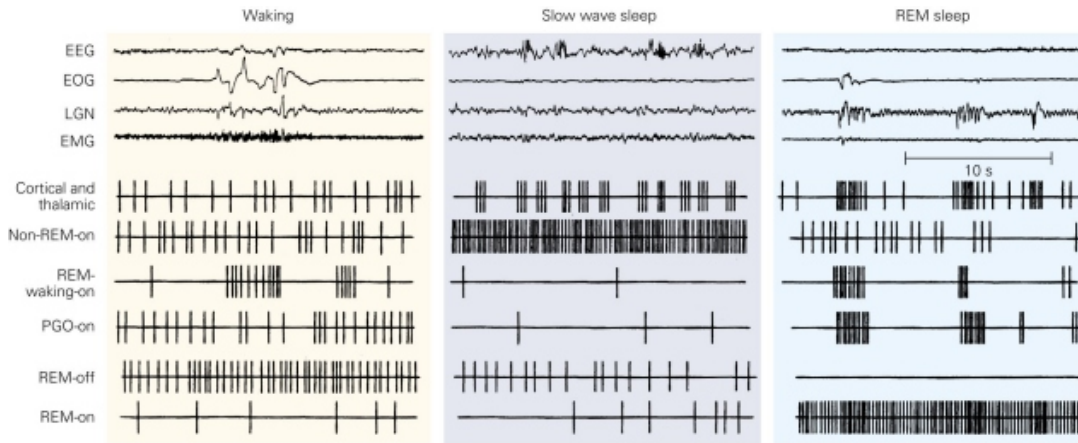 Waking
Slow wave sleep
REM sleep
EEG
EOG
LGN
EMG
10 s
Cortical and
thalamic
Non-REM-on
REM-
waking-on
PGO-on
REM-off
REM-on